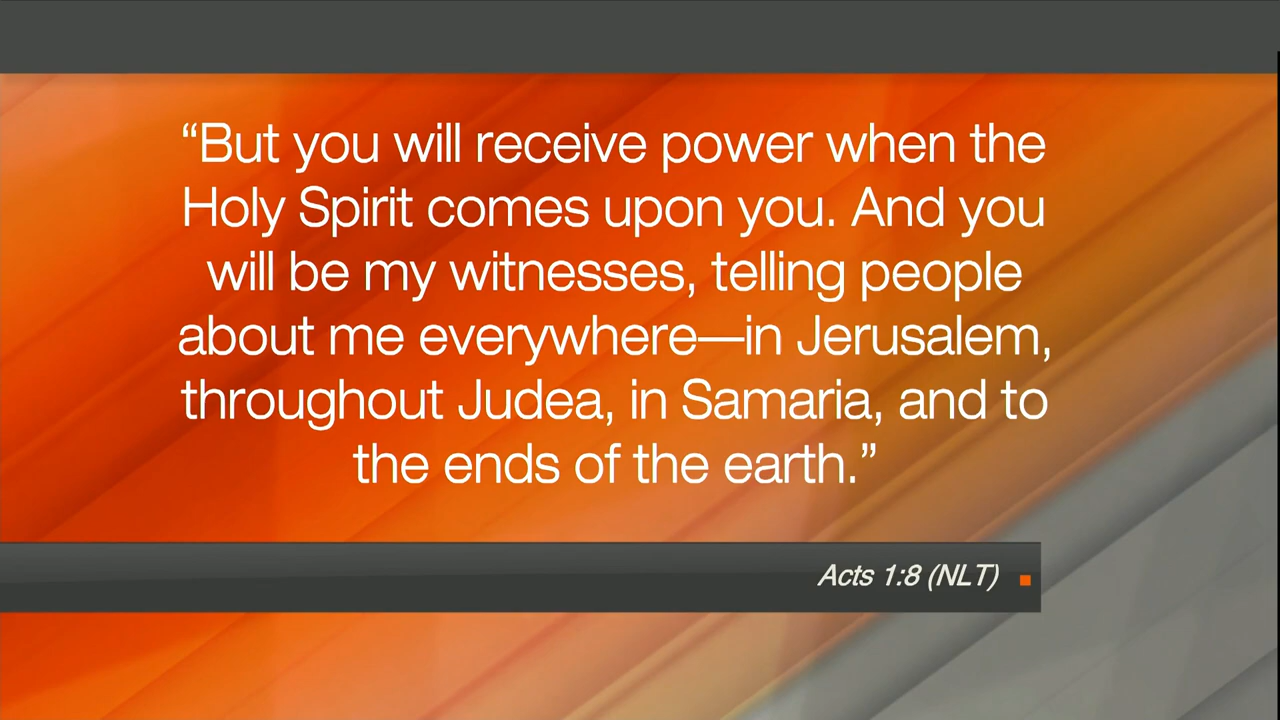 “But you will receive power when the
Holy Spirit comes upon you. And you
will be my witnesses, telling people
about me everywhere—in Jerusalem,
throughout Judea, in Samaria, and to
the ends of the earth.”
Acts 1:8 (NLT)